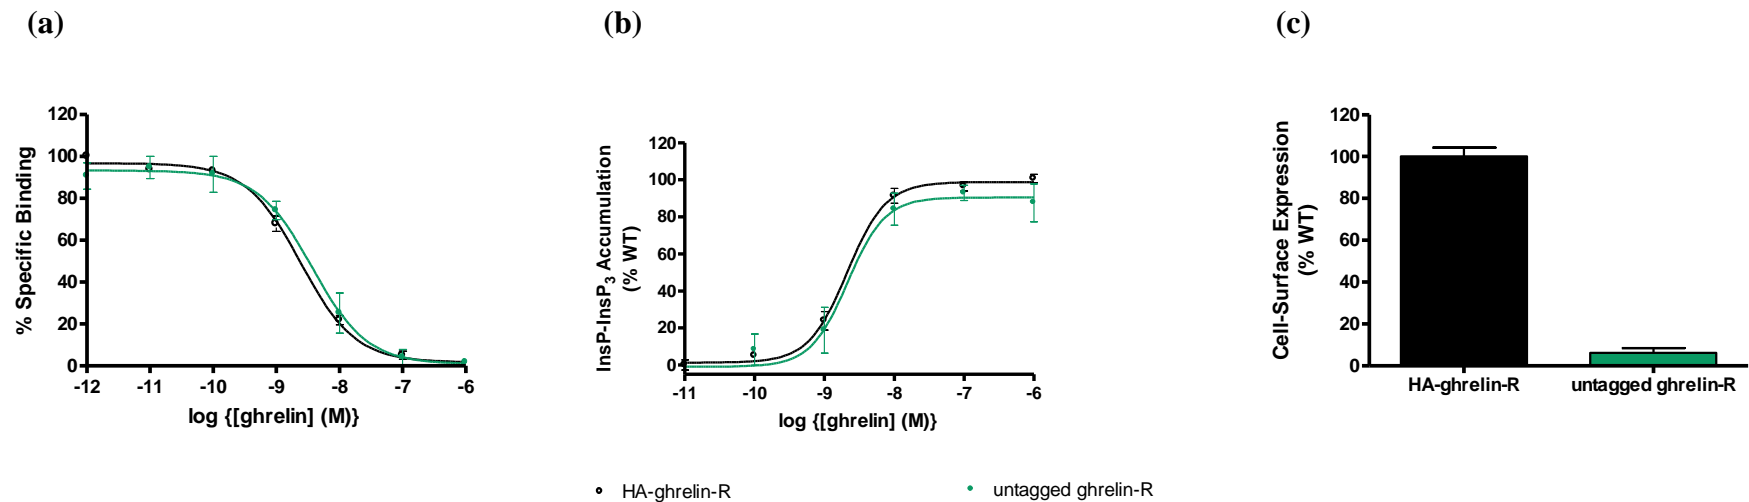 (a)
120
100
80
60
40
20
0
% Specific Binding
-12 -11 -10 -9 -8 -7 -6
log {[ghrelin] (M)}
(b)
120
100
80
60
40
20
0
InsP-InsP3 Accumulation
(% WT)
-11 -10 -9 -8 -7 -6
log {[ghrelin] (M)}
(c)
120
100
80
60
40
20
0
Cell-Surface Expression
(% WT)
HA-ghrelin-R untagged ghrelin-R
HA-ghrelin-R untagged ghrelin-R